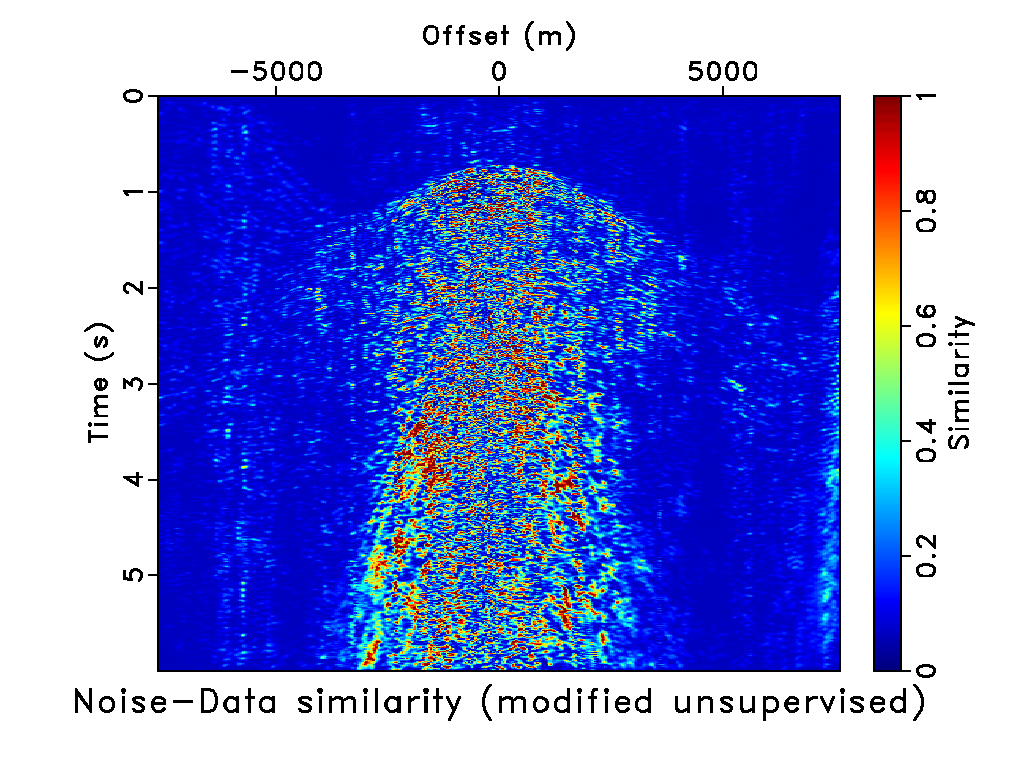 Offset (m)
−5000 0 5000
0
1
2
3
4
5
Time (s)
1
0.8
0.6
0.4
0.2
0
Similarity
Noise−Data similarity (modified unsupervised)